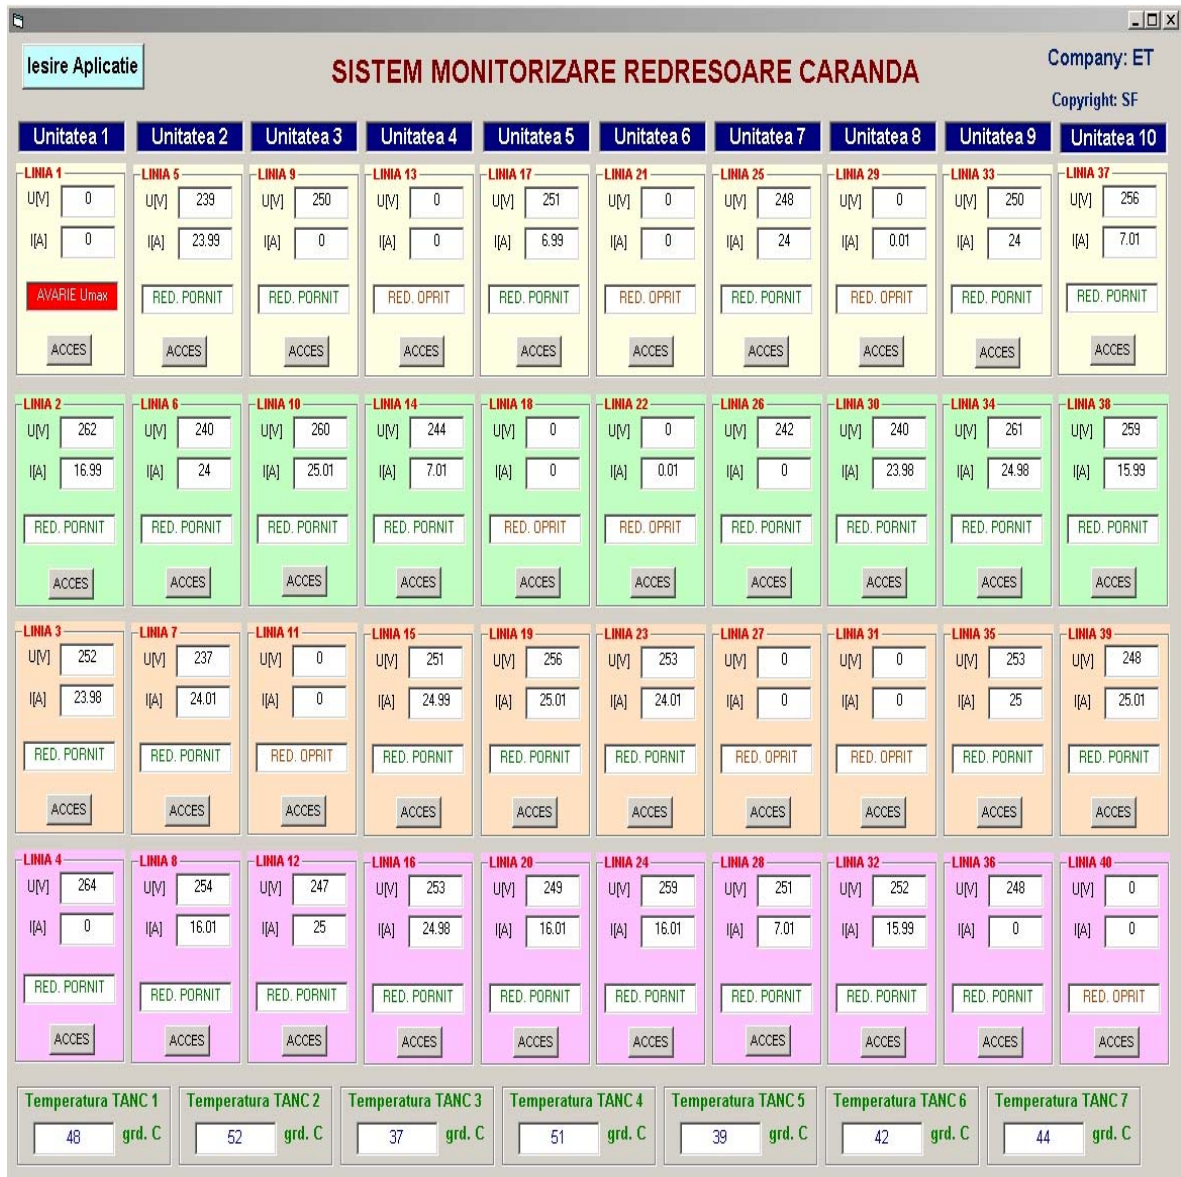 Iesire Aplicatie
SISTEM MONITORIZARE REDRESOARE CARANDA
Company: ET
Copyright: SF
Unitatea 1 Unitatea 2 Unitatea 3 Unitatea 4 Unitatea 5 Unitatea 6 Unitatea 7 Unitatea 8 Unitatea 9 Unitatea 10
LINIA 1 LINIA 5 LINIA 9 LINIA 13 LINIA 17 LINIA 21 LINIA 25 LINIA 29 LINIA 33 LINIA 37
U[V] 0 U[V] 239 U[V] 250 U[V] 0 U[V] 251 U[V] 0 U[V] 248 U[V] 0 U[V] 250 U[V] 256
I[A] 0 I[A] 23.99 I[A] 0 I[A] 0 I[A] 6.99 I[A] 0 I[A] 24 I[A] 0.01 I[A] 24 I[A] 7.01
AVARIE Umax RED. PORNIT RED. PORNIT RED. OPRIT RED. PORNIT RED. OPRIT RED. PORNIT RED. OPRIT RED. PORNIT RED. PORNIT
ACCES ACCES ACCES ACCES ACCES ACCES ACCES ACCES ACCES ACCES
LINIA 2 LINIA 6 LINIA 10 LINIA 14 LINIA 18 LINIA 22 LINIA 26 LINIA 30 LINIA 34 LINIA 38
U[V] 262 U[V] 240 U[V] 260 U[V] 244 U[V] 0 U[V] 0 U[V] 242 U[V] 240 U[V] 261 U[V] 259
I[A] 16.99 I[A] 24 I[A] 25.01 I[A] 7.01 I[A] 0 I[A] 0.01 I[A] 0 I[A] 23.98 I[A] 24.98 I[A] 15.99
RED. PORNIT RED. PORNIT RED. PORNIT RED. PORNIT RED. OPRIT RED. OPRIT RED. PORNIT RED. PORNIT RED. PORNIT RED. PORNIT
ACCES ACCES ACCES ACCES ACCES ACCES ACCES ACCES ACCES ACCES
LINIA 3 LINIA 7 LINIA 11 LINIA 15 LINIA 19 LINIA 23 LINIA 27 LINIA 31 LINIA 35 LINIA 39
U[V] 252 U[V] 237 U[V] 0 U[V] 251 U[V] 256 U[V] 253 U[V] 0 U[V] 0 U[V] 253 U[V] 248
I[A] 23.98 I[A] 24.01 I[A] 0 I[A] 24.99 I[A] 25.01 I[A] 24.01 I[A] 0 I[A] 0 I[A] 25 I[A] 25.01
RED. PORNIT RED. PORNIT RED. OPRIT RED. PORNIT RED. PORNIT RED. PORNIT RED. OPRIT RED. OPRIT RED. PORNIT RED. PORNIT
ACCES ACCES ACCES ACCES ACCES ACCES ACCES ACCES ACCES ACCES
LINIA 4 LINIA 8 LINIA 12 LINIA 16 LINIA 20 LINIA 24 LINIA 28 LINIA 32 LINIA 36 LINIA 40
U[V] 264 U[V] 254 U[V] 247 U[V] 253 U[V] 249 U[V] 259 U[V] 251 U[V] 252 U[V] 248 U[V] 0
I[A] 0 I[A] 16.01 I[A] 25 I[A] 24.98 I[A] 16.01 I[A] 16.01 I[A] 7.01 I[A] 15.99 I[A] 0 I[A] 0
RED. PORNIT RED. PORNIT RED. PORNIT RED. PORNIT RED. PORNIT RED. PORNIT RED. PORNIT RED. PORNIT RED. PORNIT RED. OPRIT
ACCES ACCES ACCES ACCES ACCES ACCES ACCES ACCES ACCES ACCES
Temperatura TANC 1 Temperatura TANC 2 Temperatura TANC 3 Temperatura TANC 4 Temperatura TANC 5 Temperatura TANC 6 Temperatura TANC 7
48 grd. C 52 grd. C 37 grd. C 51 grd. C 39 grd. C 42 grd. C 44 grd. C